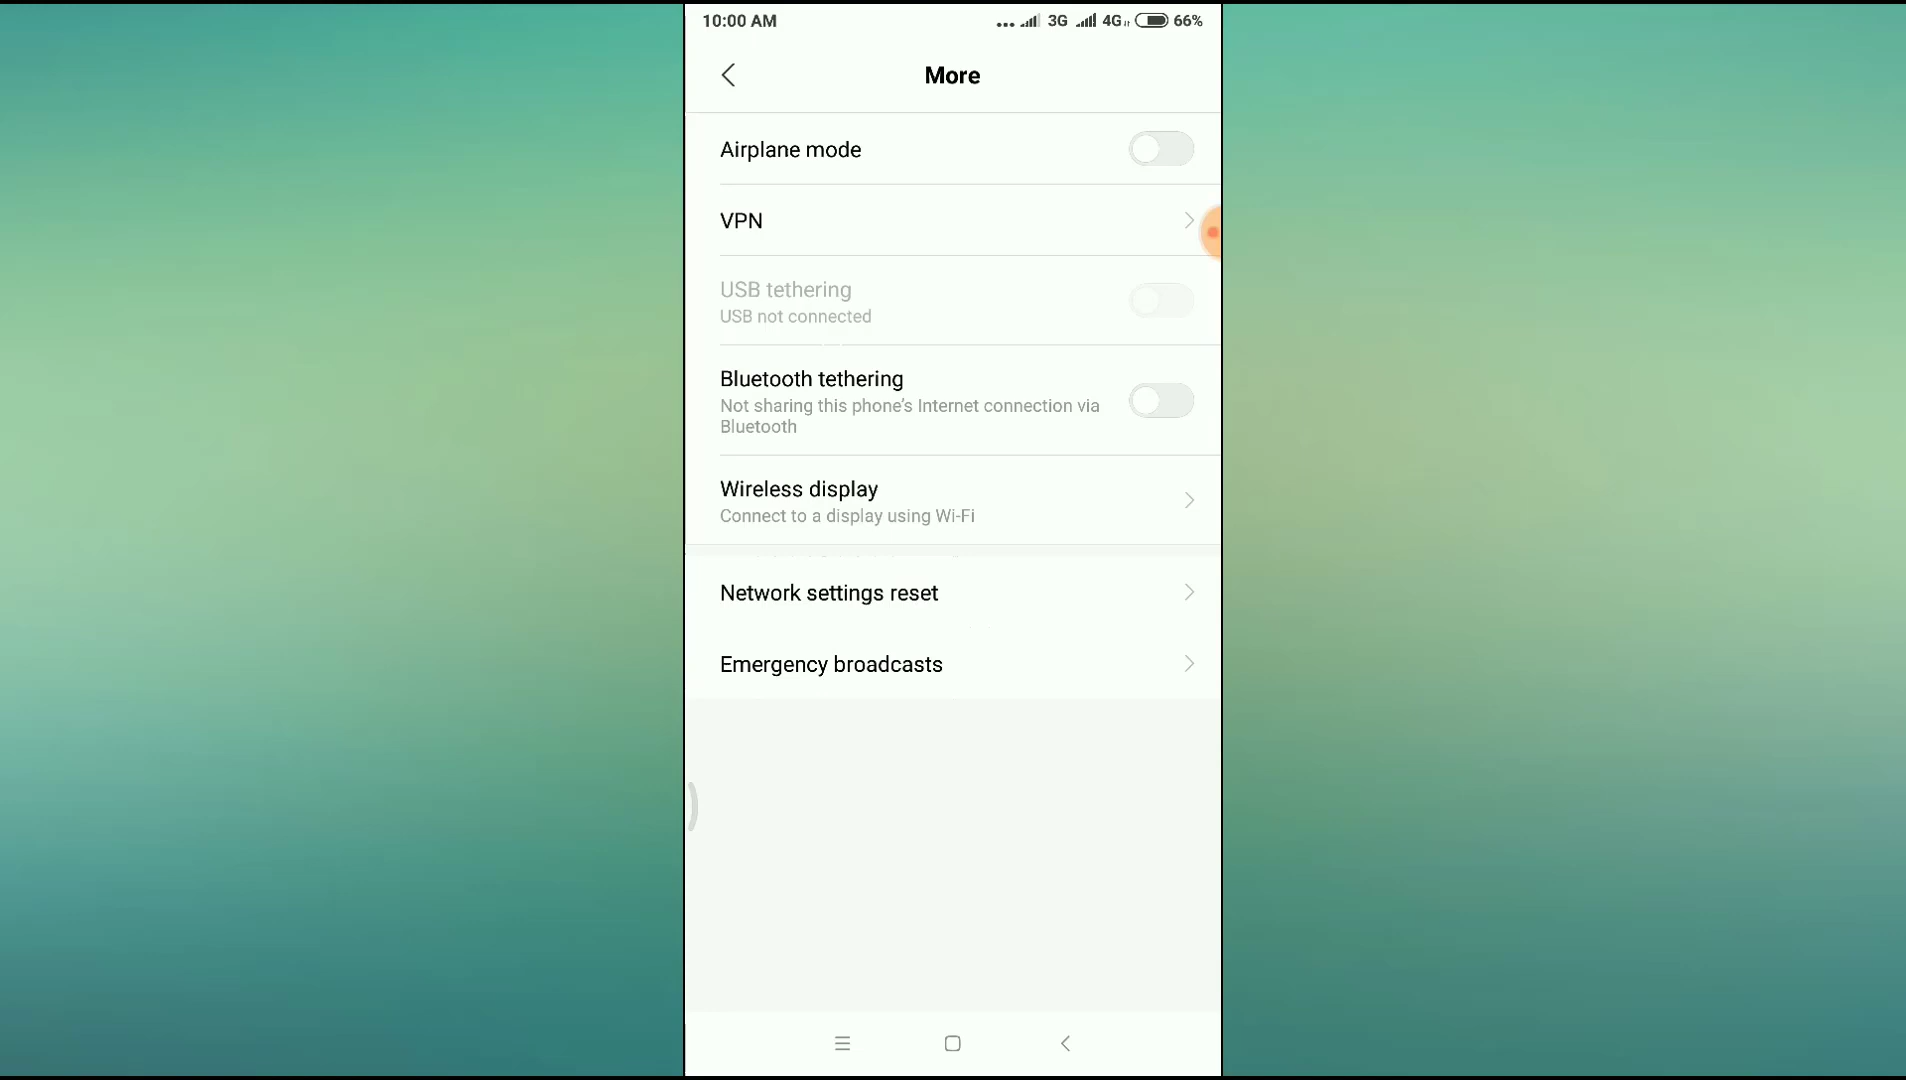 10:00 AM ... 3G 4G 66%
More
Airplane mode
VPN
USB tethering
USB not connected
Bluetooth tethering
Not sharing this phone's Internet connection via
Bluetooth
Wireless display
Connect to a display using Wi-Fi
Network settings reset
Emergency broadcasts